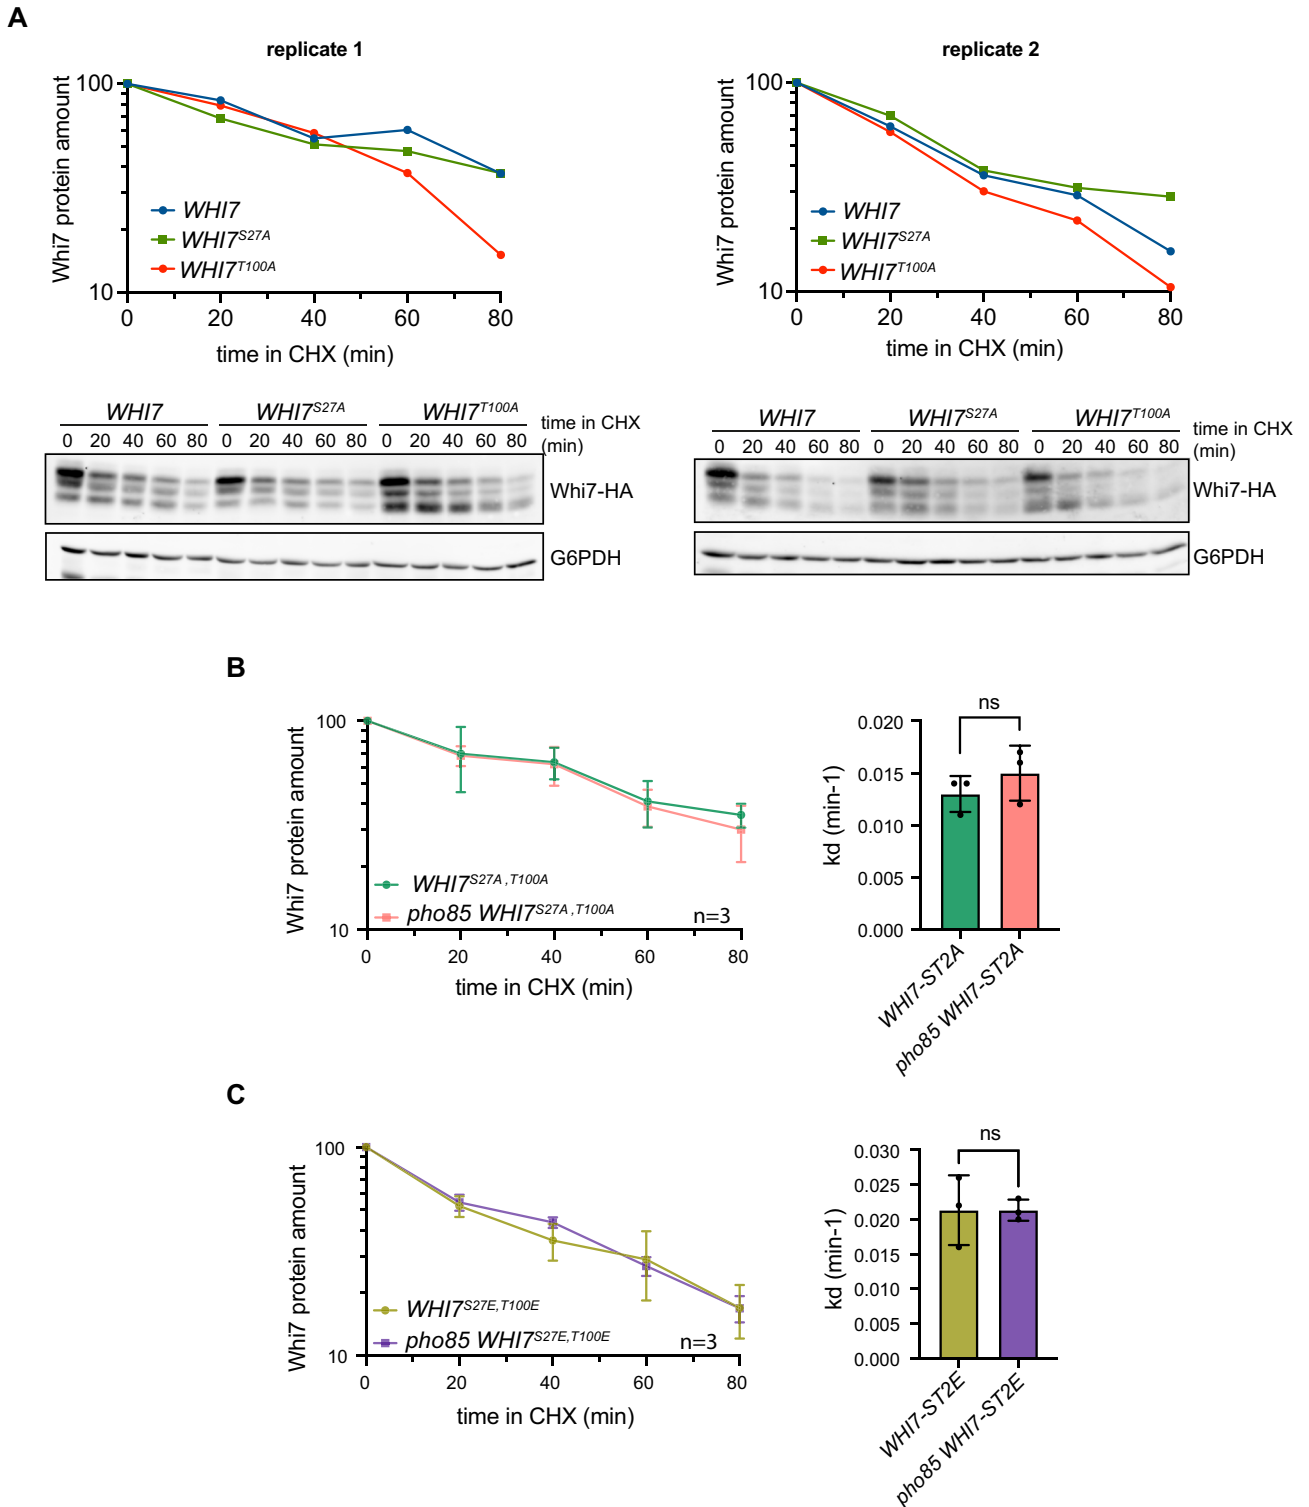 A
replicate 1
Whi7 protein amount
100
10
WHI7
WHI7S27A
WHI7T100A
0 20 40 60 80
time in CHX (min)
WHI7 WHI7S27A WHI7T100A
0 20 40 60 80 0 20 40 60 80 0 20 40 60 80
time in CHX
(min)
Whi7-HA
G6PDH
replicate 2
Whi7 protein amount
100
10
WHI7
WHI7S27A
WHI7T100A
0 20 40 60 80
time in CHX (min)
WHI7 WHI7S27A WHI7T100A
0 20 40 60 80 0 20 40 60 80 0 20 40 60 80
time in CHX
(min)
Whi7-HA
G6PDH
B
Whi7 protein amount
100
10
WHI7S27A,T100A
pho85 WHI7S27A,T100A
n=3
0 20 40 60 80
time in CHX (min)
ns
kd (min-1)
0.020
0.015
0.010
0.005
0.000
WHI7-ST2A
pho85 WHI7-ST2A
C
Whi7 protein amount
100
10
WHI7S27E,T100E
pho85 WHI7S27E,T100E
n=3
0 20 40 60 80
time in CHX (min)
ns
kd (min-1)
0.030
0.025
0.020
0.015
0.010
0.005
0.000
WHI7-ST2E
pho85 WHI7-ST2E